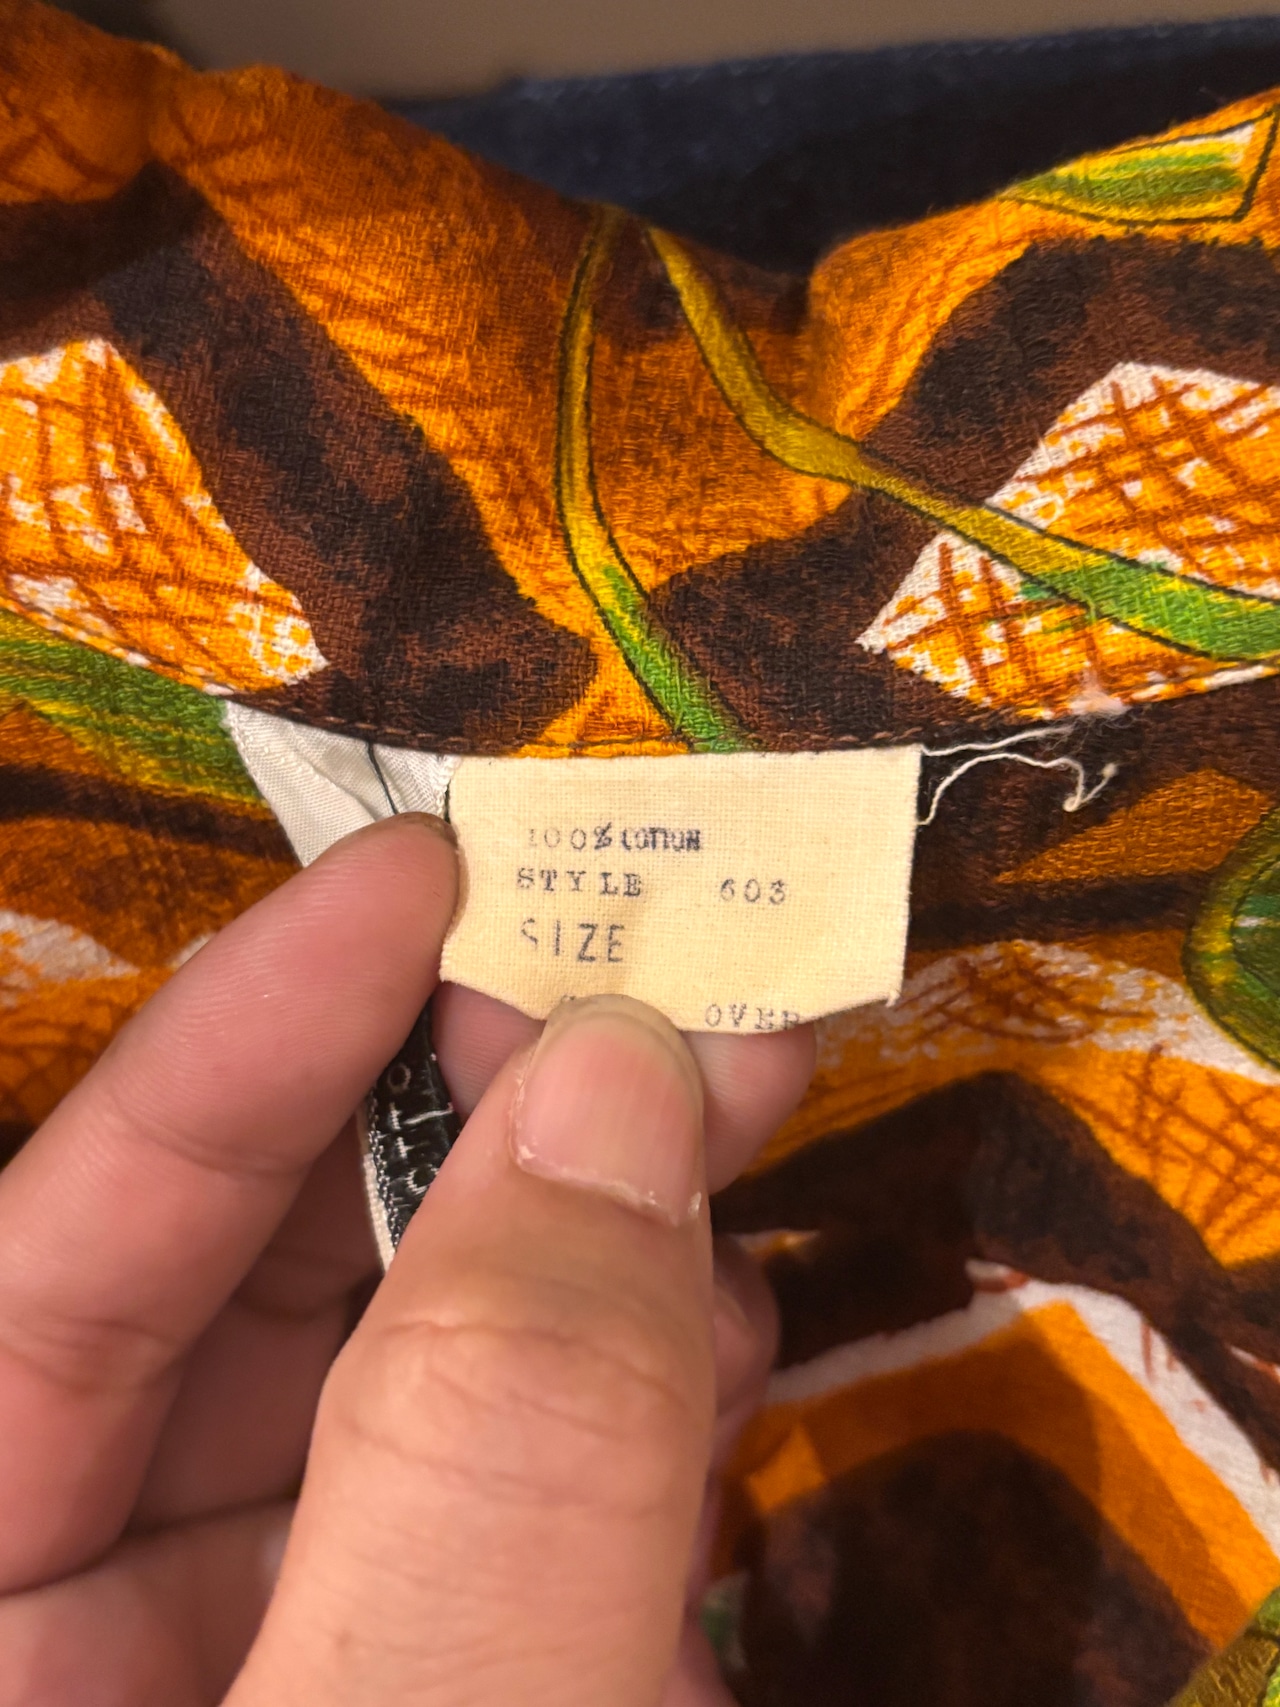 100% COTTON
STYLE 603
SIZE
OVER